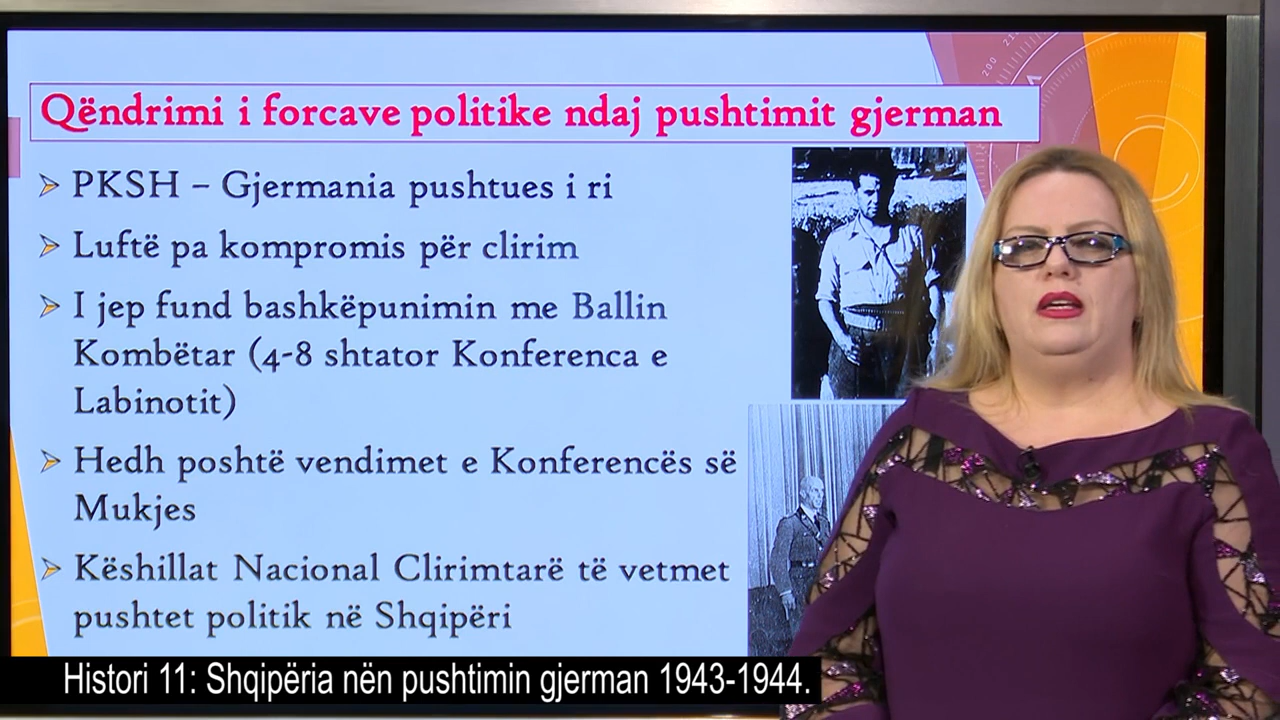 Qëndrimi i forcave politike ndaj pushtimit gjerman
PKSH – Gjermania pushtues i ri
Luftë pa kompromis për clirim
I jep fund bashkëpunimin me Ballin
Kombëtar (4-8 shtator Konferenca e
Labinotit)
Hedh poshtë vendimet e Konferencës së
Mukjes
Këshillat Nacional Clirimtarë të vetmet
pushtet politik në Shqipëri
Histori 11: Shqipëria nën pushtimin gjerman 1943-1944.